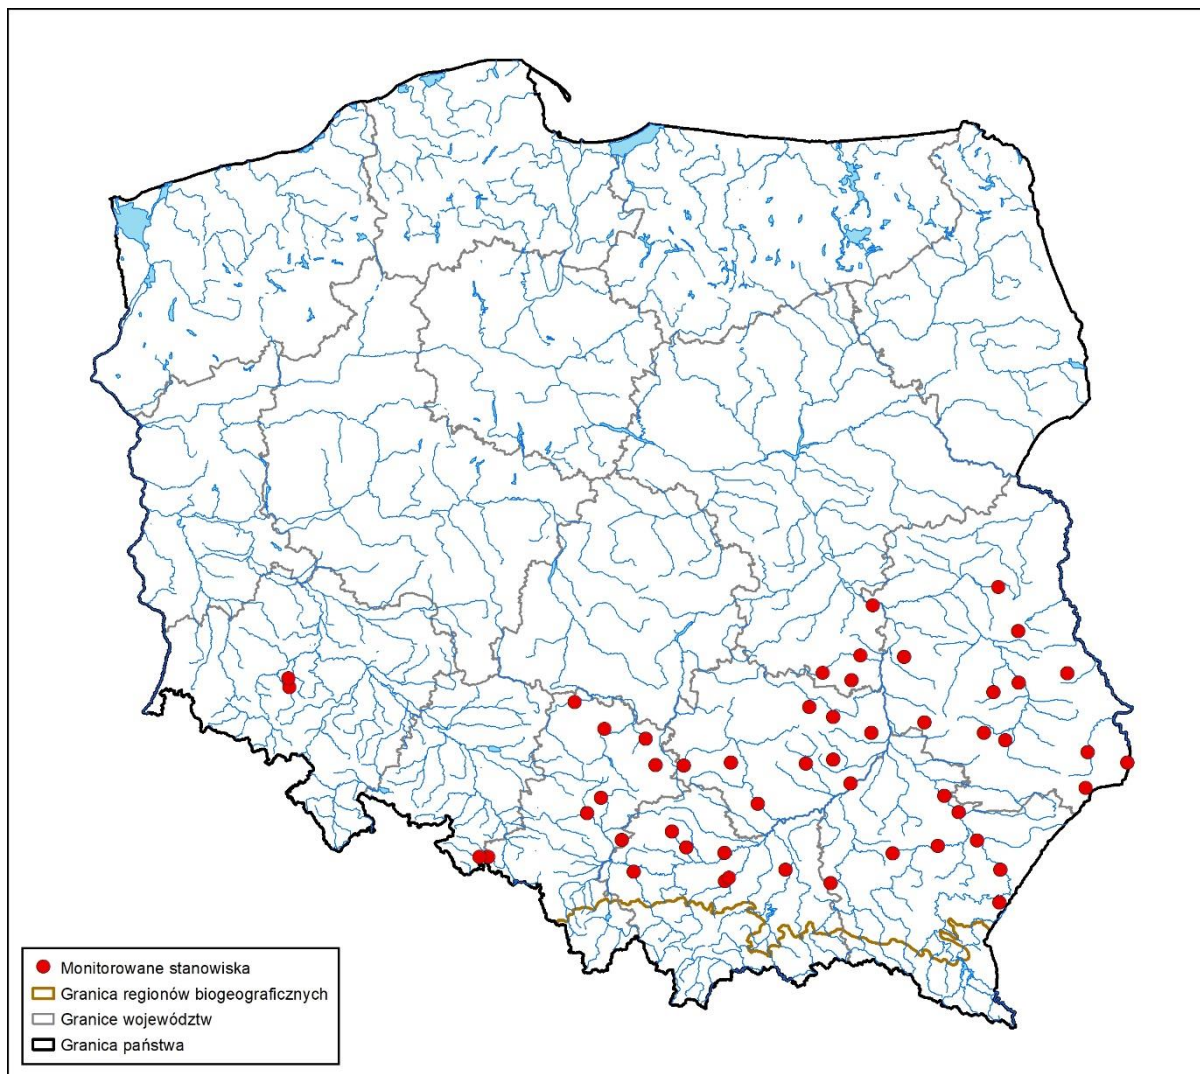 Monitorowane stanowiska
Granica regionów biogeograficznych
Granice województw
Granica państwa